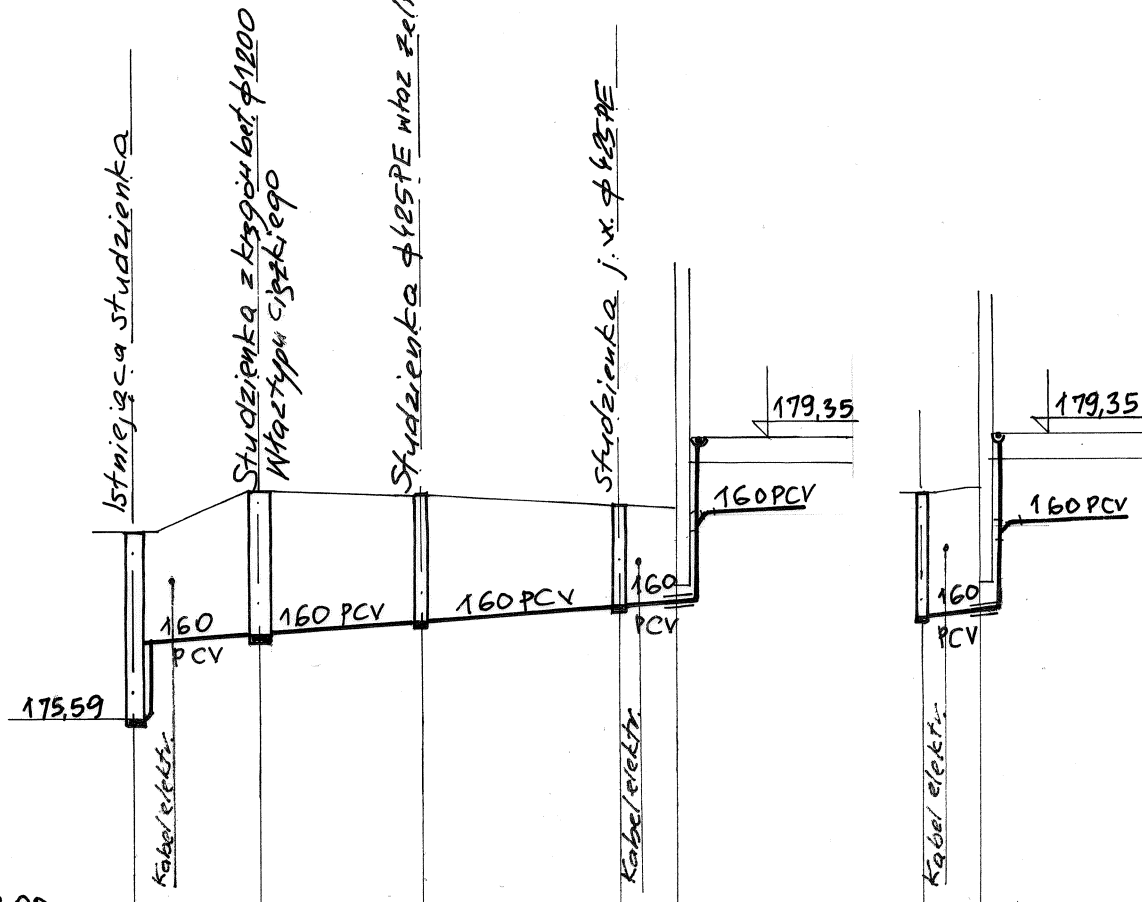 Istniejąca studzienka
Studzienka z kręgów bet. ϕ1200
Właz typu ciężkiego
Studzienka ϕ425PE właz żel
Studzienka j.w. ϕ425PE
179,35
179,35
160 PCV
160 PCV
160
PCV
160 PCV
160 PCV
160
PCV
160
PCV
175,59
Kabel elektr.
Kabel elektr.
Kabel elektr.